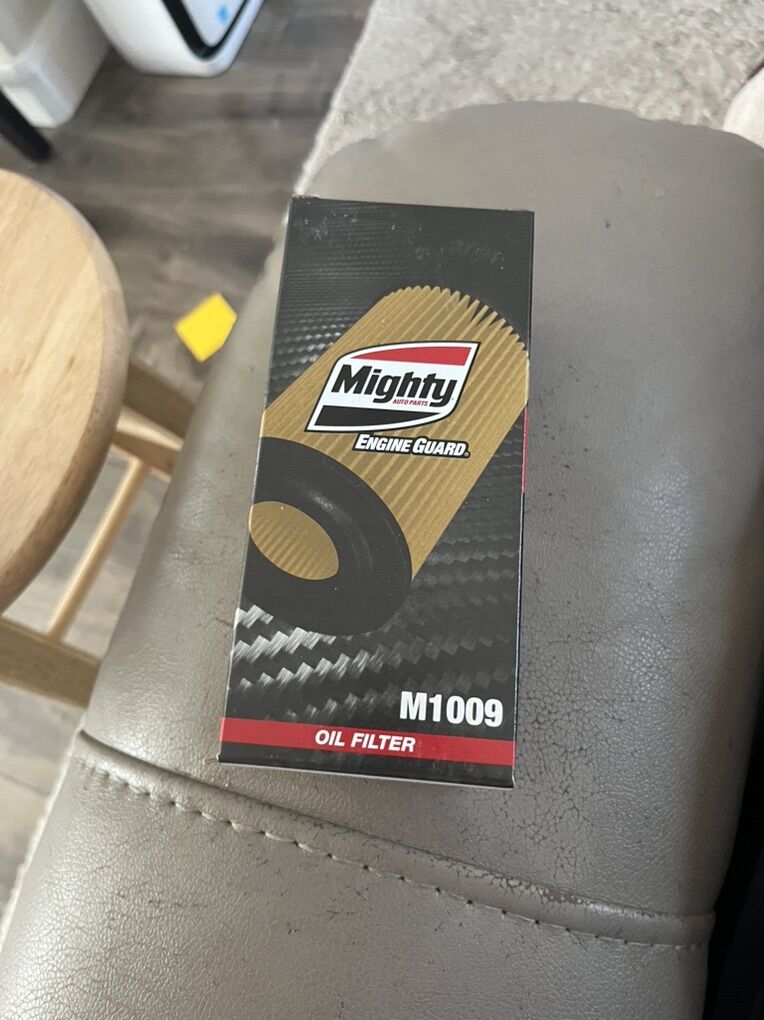 Mighty
AUTO PARTS
ENGINE GUARD®
M1009
OIL FILTER